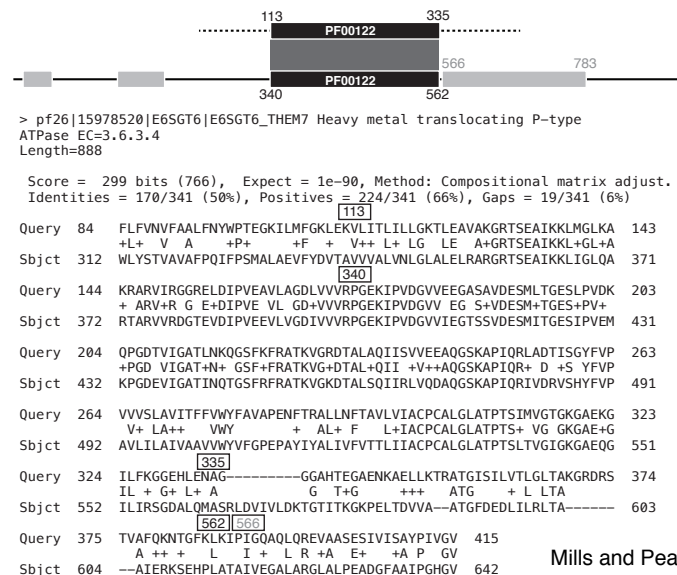 113 335
PF00122
566 783
PF00122
340 562
> pf26|15978520|E6SGT6|E6SGT6_THEM7 Heavy metal translocating P-type
ATPase EC=3.6.3.4
Length=888
Score = 299 bits (766), Expect = 1e-90, Method: Compositional matrix adjust.
Identities = 170/341 (50%), Positives = 224/341 (66%), Gaps = 19/341 (6%)
113
Query 84 FLFVNVFAALFNYWPTEGKILMFGKLEKVLITLILLGKTLEAVAKGRTSEAIKKLMGLKA 143
+L+ V A +P+ +F + V++ L+ LG LE A+GRTSEAIKKL+GL+A
Sbjct 312 WLYSTVAVAFPQIFPSMALAEVFYDVTAVVVALVNLGLALELRARGRTSEAIKKLIGLQA 371
340
Query 144 KRARVIRGGRELDIPVEAVLAGDLVVVRPGEKIPVDGVVEEGASAVDESMLTGESLPVDK 203
+ ARV+R G E+DIPVE VL GD+VVVRPGEKIPVDGVV EG S+VDESM+TGES+PV+
Sbjct 372 RTARVVRDGTEVDIPVEEVLVGDIVVVRPGEKIPVDGVVIEGTSSVDESMITGESIPVEM 431
Query 204 QPGDTVIGATLNKQGSFKFRATKVGRDTALAQIISVVEEAQGSKAPIQRLADTISGYFVP 263
+PGD VIGAT+N+ GSF+FRATKVG+DTAL+QII +V++AQGSKAPIQR+ D +S YFVP
Sbjct 432 KPGDEVIGATINQTGSFRFRATKVGKDTALSQIIRLVQDAQGSKAPIQRIVDRVSHYFVP 491
Query 264 VVVSLAVITFFVWYFAVAPENFTRALLNFTAVLVIACPCALGLATPTSIMVGTGKGAEKG 323
V+ LA++ VWY + AL+ F L+IACPCALGLATPTS+ VG GKGAE+G
Sbjct 492 AVLILAIVAAVVWYVFGPEPAYIYALIVFVTTLIIACPCALGLATPTSLTVGIGKGAEQG 551
335
Query 324 ILFKGGEHLENAG---------GGAHTEGAENKAELLKTRATGISILVTLGLTAKGRDRS 374
IL + G+ L+ A G T+G +++ ATG + L LTA
Sbjct 552 ILIRSGDALQMASRLDVIVLDKTGTITKGKPELTDVVA--ATGFDEDLILRLTA------ 603
562 566
Query 375 TVAFQKNTGFKLKIPIGQAQLQREVAASESIVISAYPIVGV 415
A ++ + L I + L R +A E+ +A P GV
Sbjct 604 --AIERKSEHPLATAIVEGALARGLALPEADGFAAIPGHGV 642